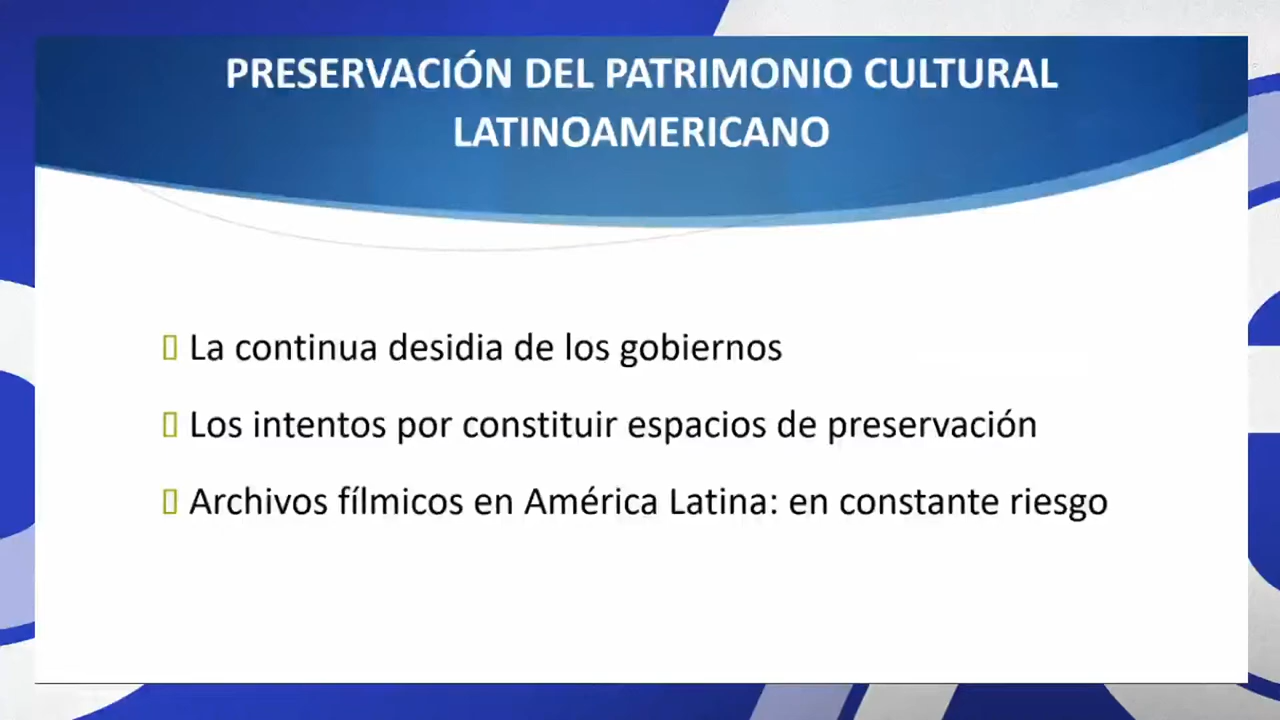 PRESERVACIÓN DEL PATRIMONIO CULTURAL
LATINOAMERICANO
La continua desidia de los gobiernos
Los intentos por constituir espacios de preservación
Archivos fílmicos en América Latina: en constante riesgo